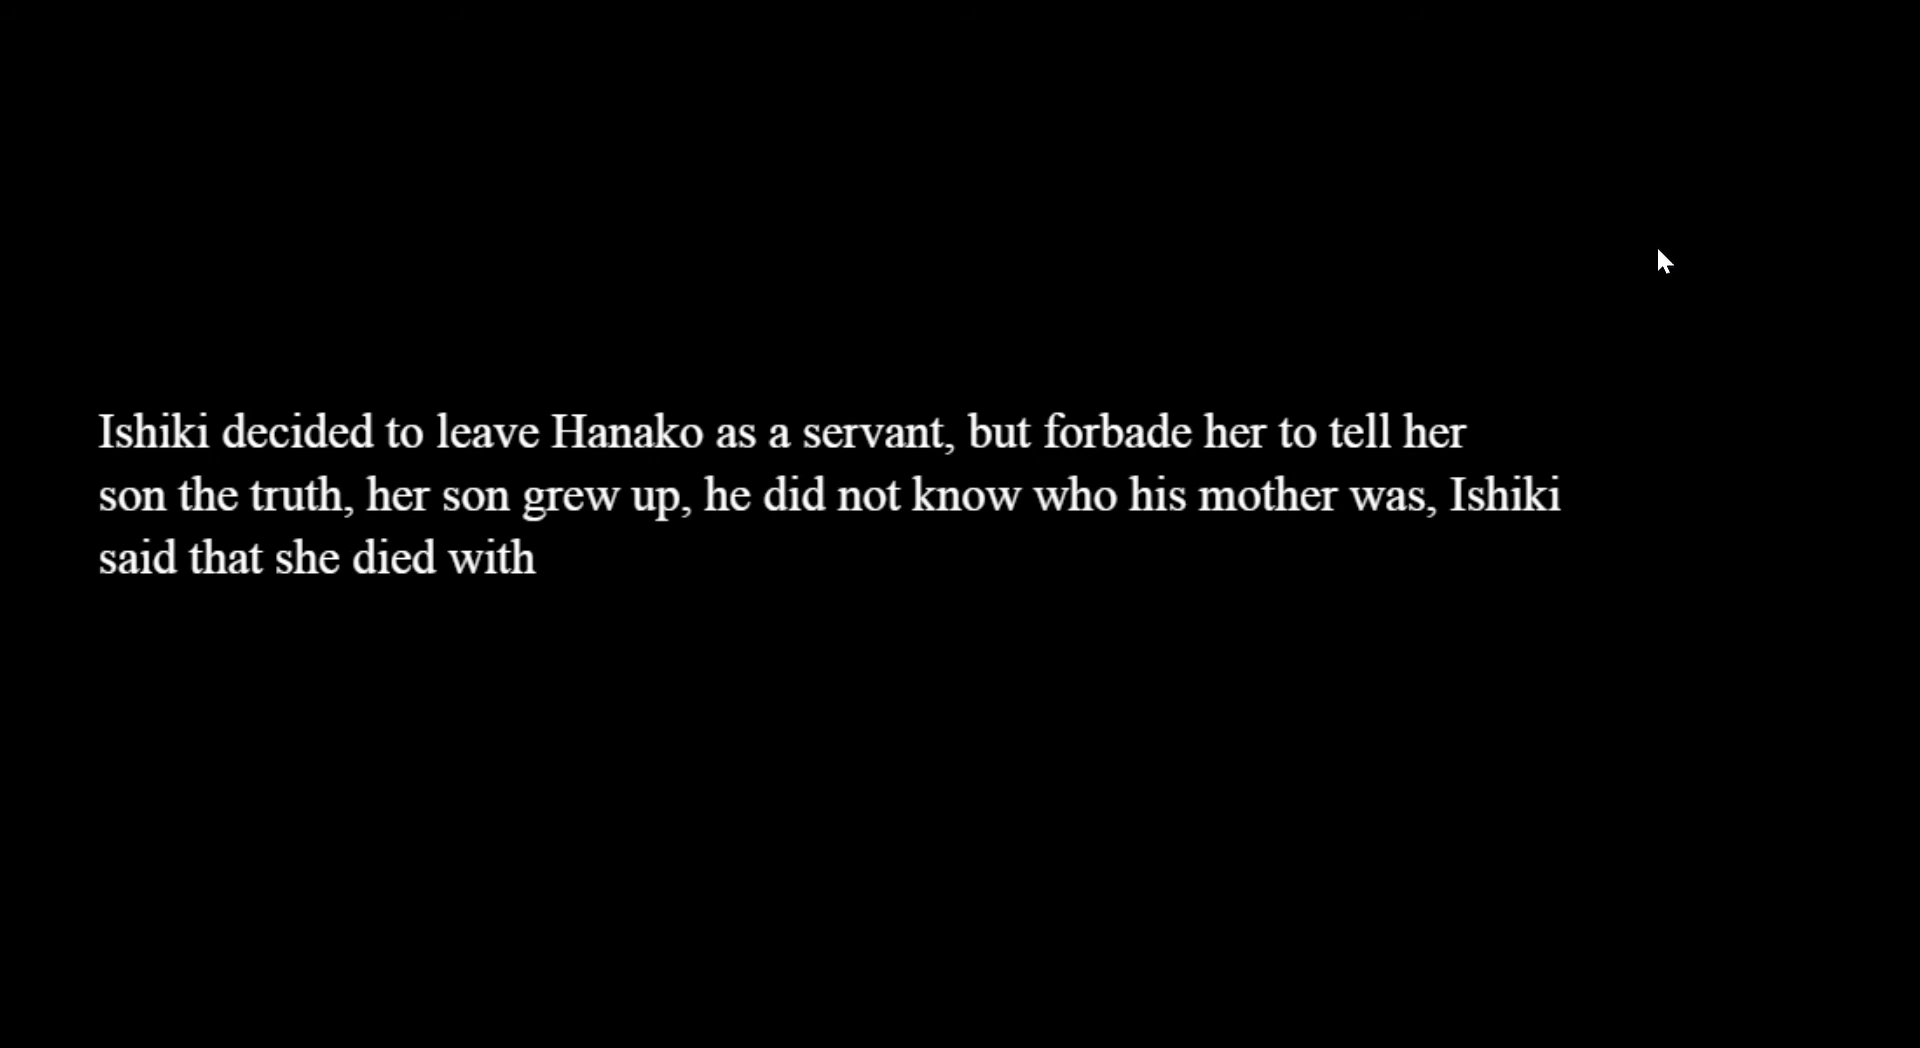 Ishiki decided to leave Hanako as a servant, but forbade her to tell her
son the truth, her son grew up, he did not know who his mother was, Ishiki
said that she died with